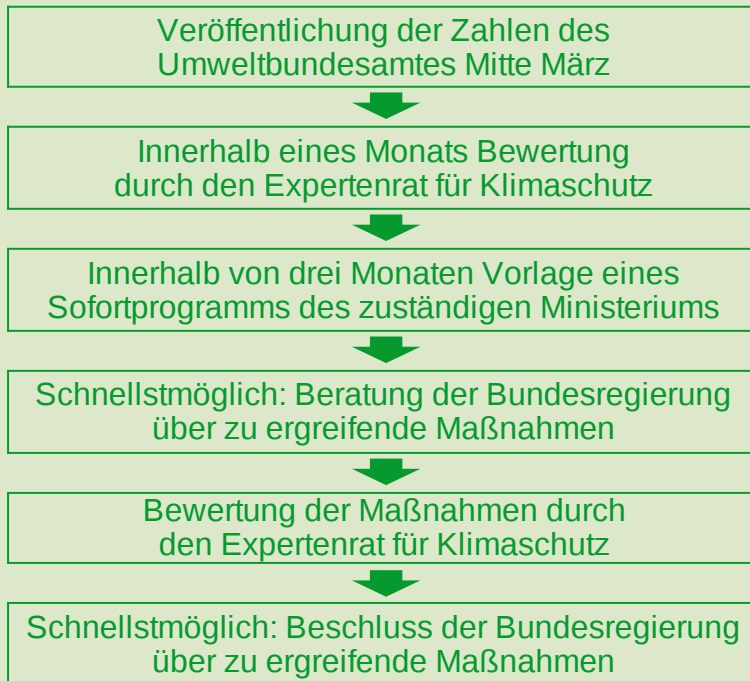 Veröffentlichung der Zahlen des
Umweltbundesamtes Mitte März
Innerhalb eines Monats Bewertung
durch den Expertenrat für Klimaschutz
Innerhalb von drei Monaten Vorlage eines
Sofortprogramms des zuständigen Ministeriums
Schnellstmöglich: Beratung der Bundesregierung
über zu ergreifende Maßnahmen
Bewertung der Maßnahmen durch
den Expertenrat für Klimaschutz
Schnellstmöglich: Beschluss der Bundesregierung
über zu ergreifende Maßnahmen